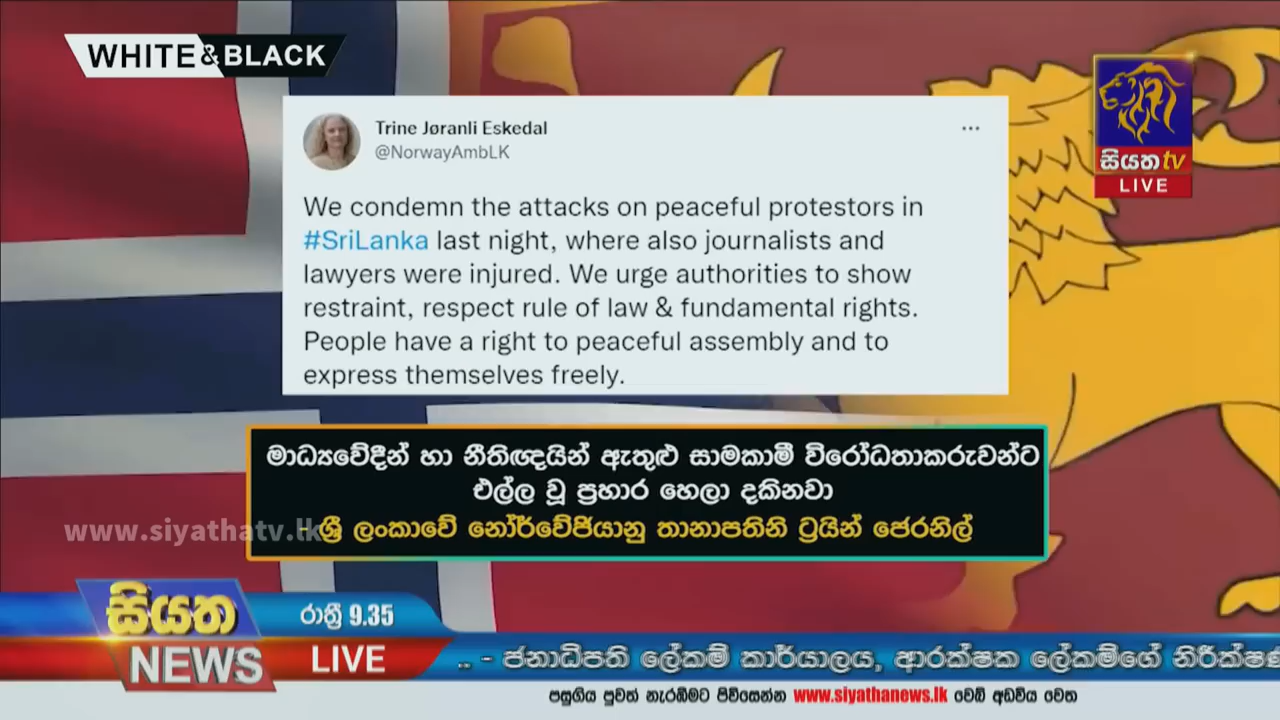 WHITE & BLACK
සියත tv
LIVE
Trine Jøranli Eskedal
@NorwayAmbLK
We condemn the attacks on peaceful protestors in
#SriLanka last night, where also journalists and
lawyers were injured. We urge authorities to show
restraint, respect rule of law & fundamental rights.
People have a right to peaceful assembly and to
express themselves freely.
මාධ්‍යවේදීන් හා නීතිඥයින් ඇතුළු සාමකාමී විරෝධතාකරුවන්ට
එල්ල වූ ප්‍රහාර හෙලා දකිනවා
- ශ්‍රී ලංකාවේ නෝර්වේජියානු තානාපතිනි ට්‍රයින් ජෙරනිල්
www.siyathatv.lk
සියත
NEWS
රාත්‍රී 9.35
LIVE
.. - ජනාධිපති ලේකම් කාර්යාලය, ආරක්ෂක ලේකම්ගේ නිරීක්ෂණ
පසුගිය පුවත් නැරඹීමට පිවිසෙන්න www.siyathanews.lk වෙබ් අඩවිය වෙත